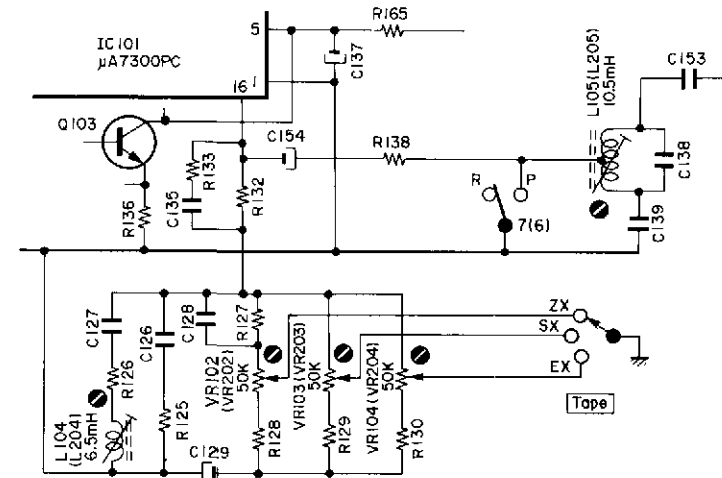 5
R165
IC101
μA7300PC
C137
16
1
L105(L205)
10.5mH
C153
Q103
C154
R138
R133
C135
R132
R136
R
P
7(6)
C138
C139
C127
C126
C128
R127
ZX
SX
EX
Tape
R126
R125
VR102
(VR202)
50K
VR103(VR203)
50K
VR104(VR204)
50K
L104
(L204)
6.5mH
C129
R128
R129
R130